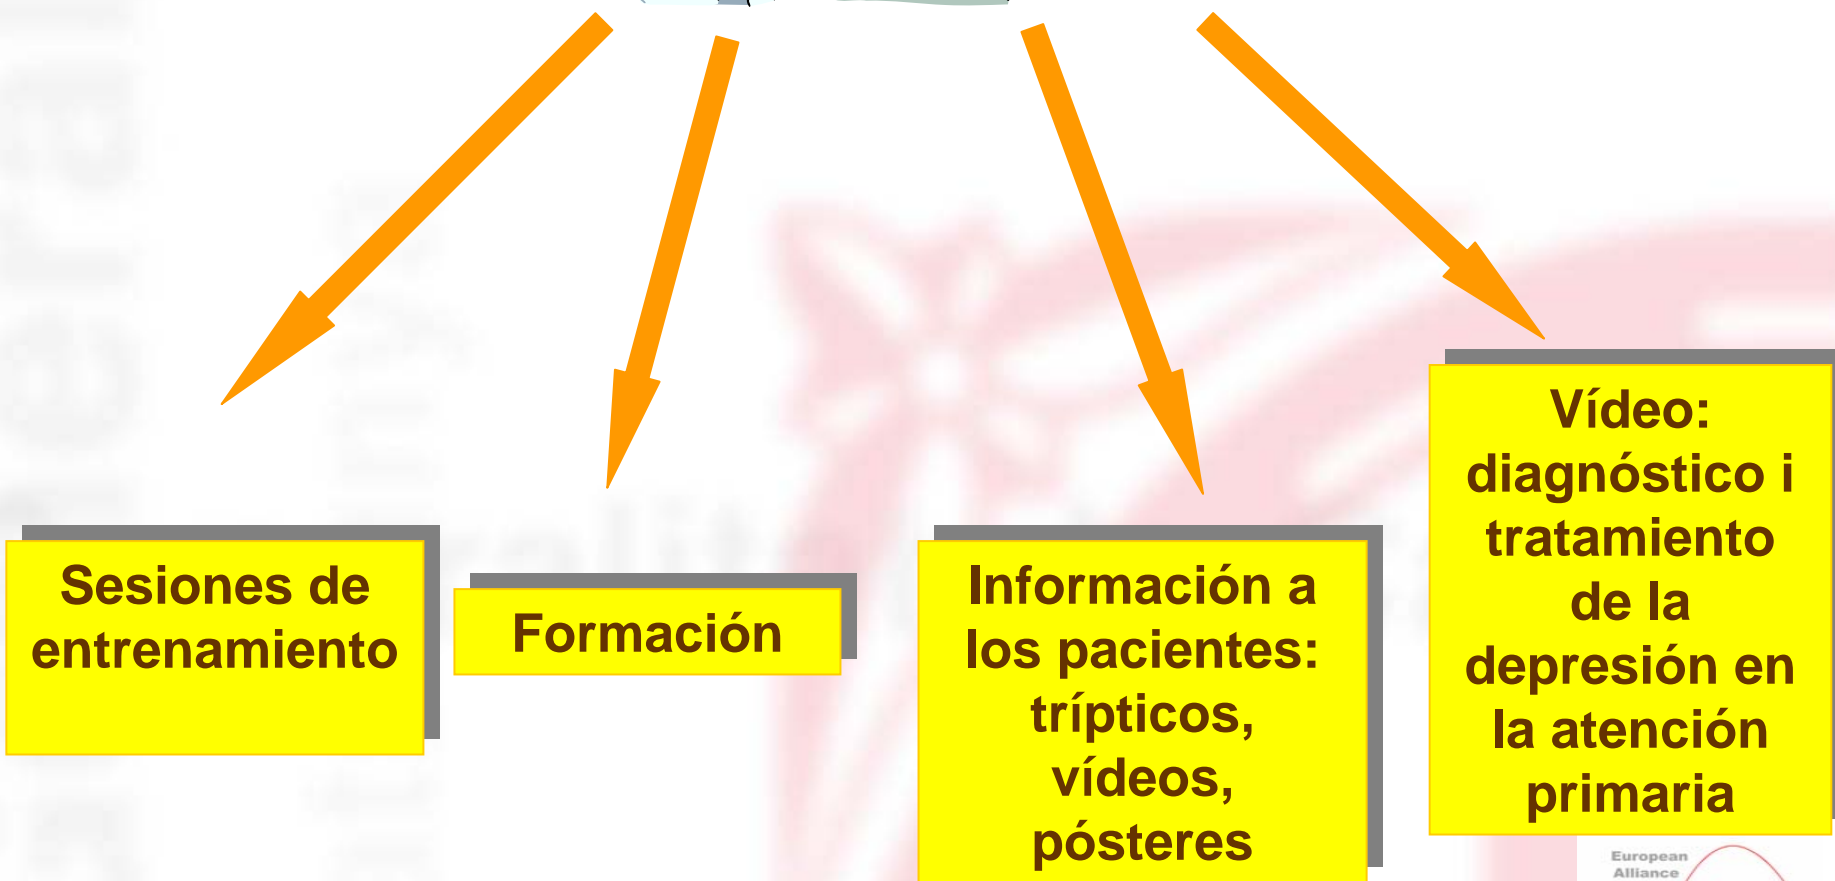 Sesiones de
entrenamiento
Formación
Información a
los pacientes:
trípticos,
vídeos,
pósteres
Vídeo:
diagnóstico i
tratamiento
de la
depresión en
la atención
primaria
European
Alliance